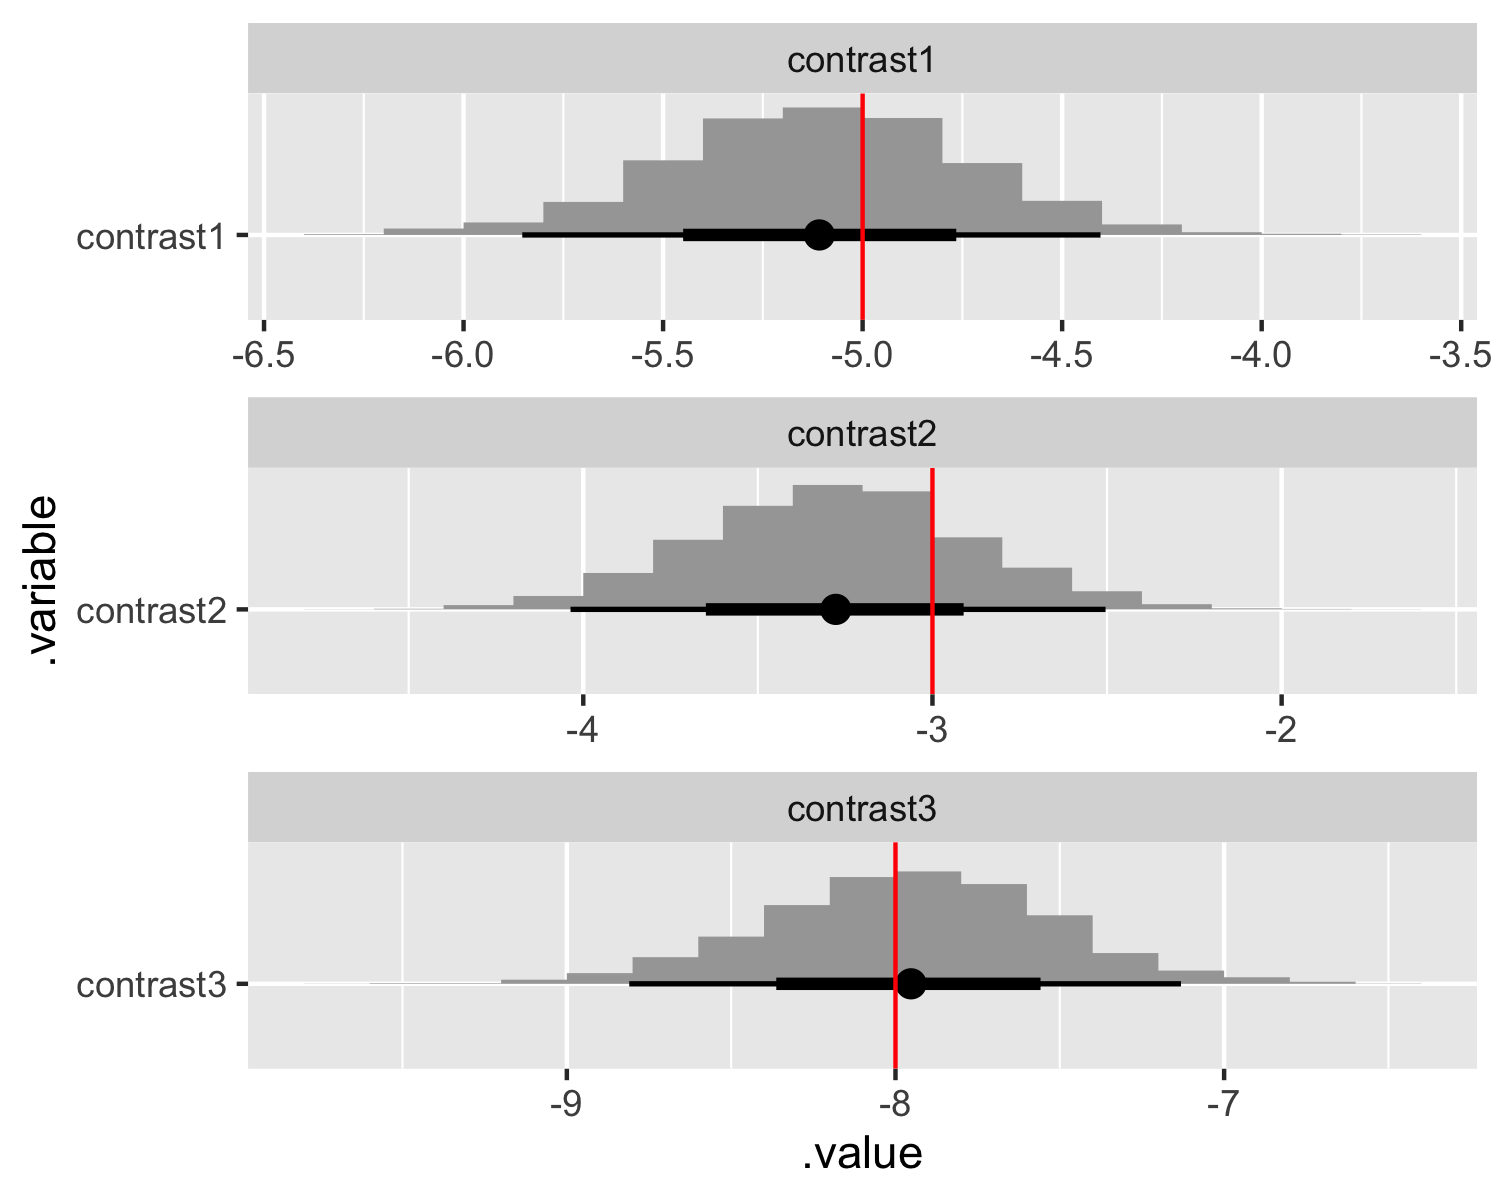 contrast1
contrast1
-6.5 -6.0 -5.5 -5.0 -4.5 -4.0 -3.5
contrast2
.variable
contrast2
-4 -3 -2
contrast3
contrast3
-9 -8 -7
.value